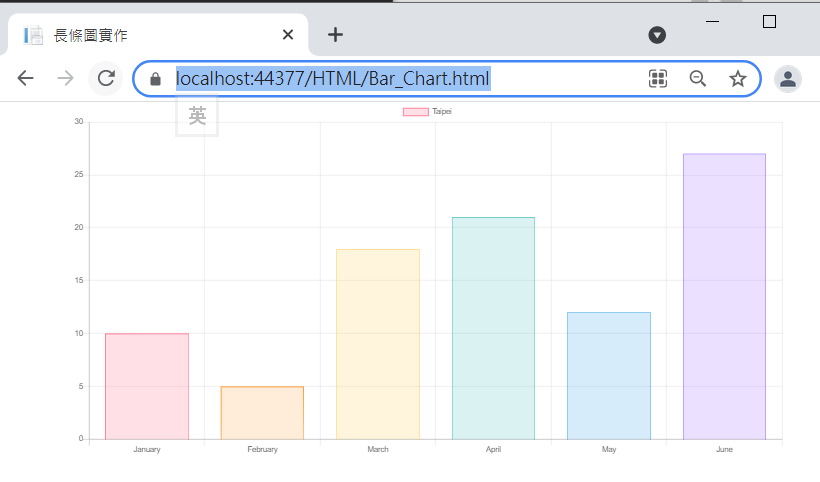 長條圖實作
localhost:44377/HTML/Bar_Chart.html
英
Taipei
30
25
20
15
10
5
0
January February March April May June